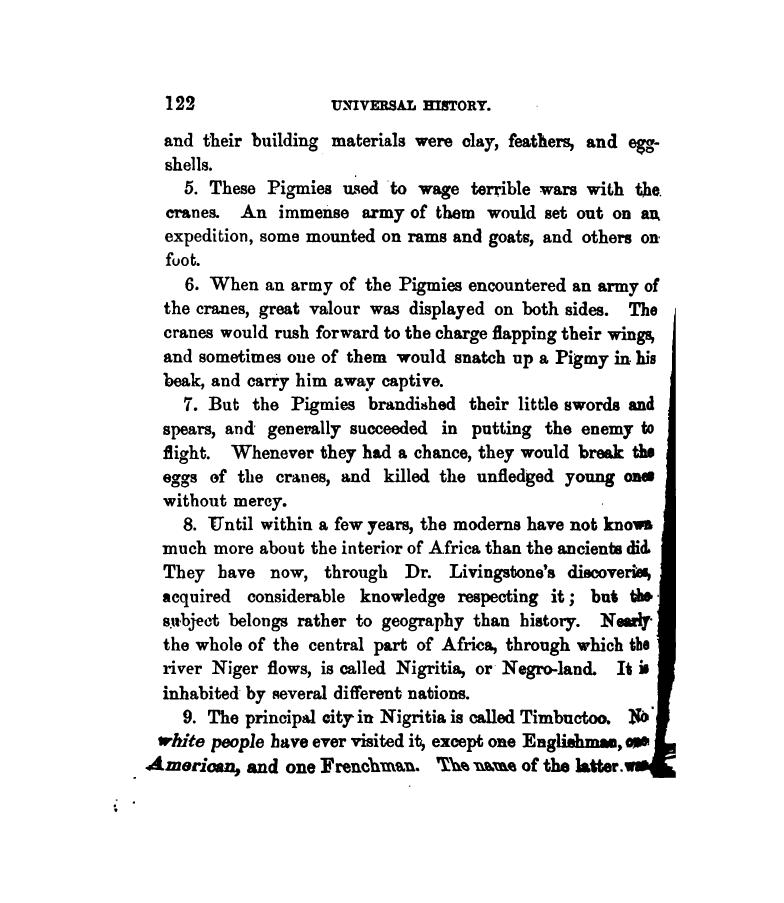 122 UNIVERSAL HISTORY.
and their building materials were clay, feathers, and egg-
shells.
5. These Pigmies used to wage terrible wars with the
cranes. An immense army of them would set out on an
expedition, some mounted on rams and goats, and others on
foot.
6. When an army of the Pigmies encountered an army of
the cranes, great valour was displayed on both sides. The
cranes would rush forward to the charge flapping their wings,
and sometimes one of them would snatch up a Pigmy in his
beak, and carry him away captive.
7. But the Pigmies brandished their little swords and
spears, and generally succeeded in putting the enemy to
flight. Whenever they had a chance, they would break the
eggs of the cranes, and killed the unfledged young ones
without mercy.
8. Until within a few years, the moderns have not known
much more about the interior of Africa than the ancients did.
They have now, through Dr. Livingstone's discoveries,
acquired considerable knowledge respecting it; but the
subject belongs rather to geography than history. Nearly
the whole of the central part of Africa, through which the
river Niger flows, is called Nigritia, or Negro-land. It is
inhabited by several different nations.
9. The principal city in Nigritia is called Timbuctoo. No
white people have ever visited it, except one Englishman, one
American, and one Frenchman. The name of the latter was